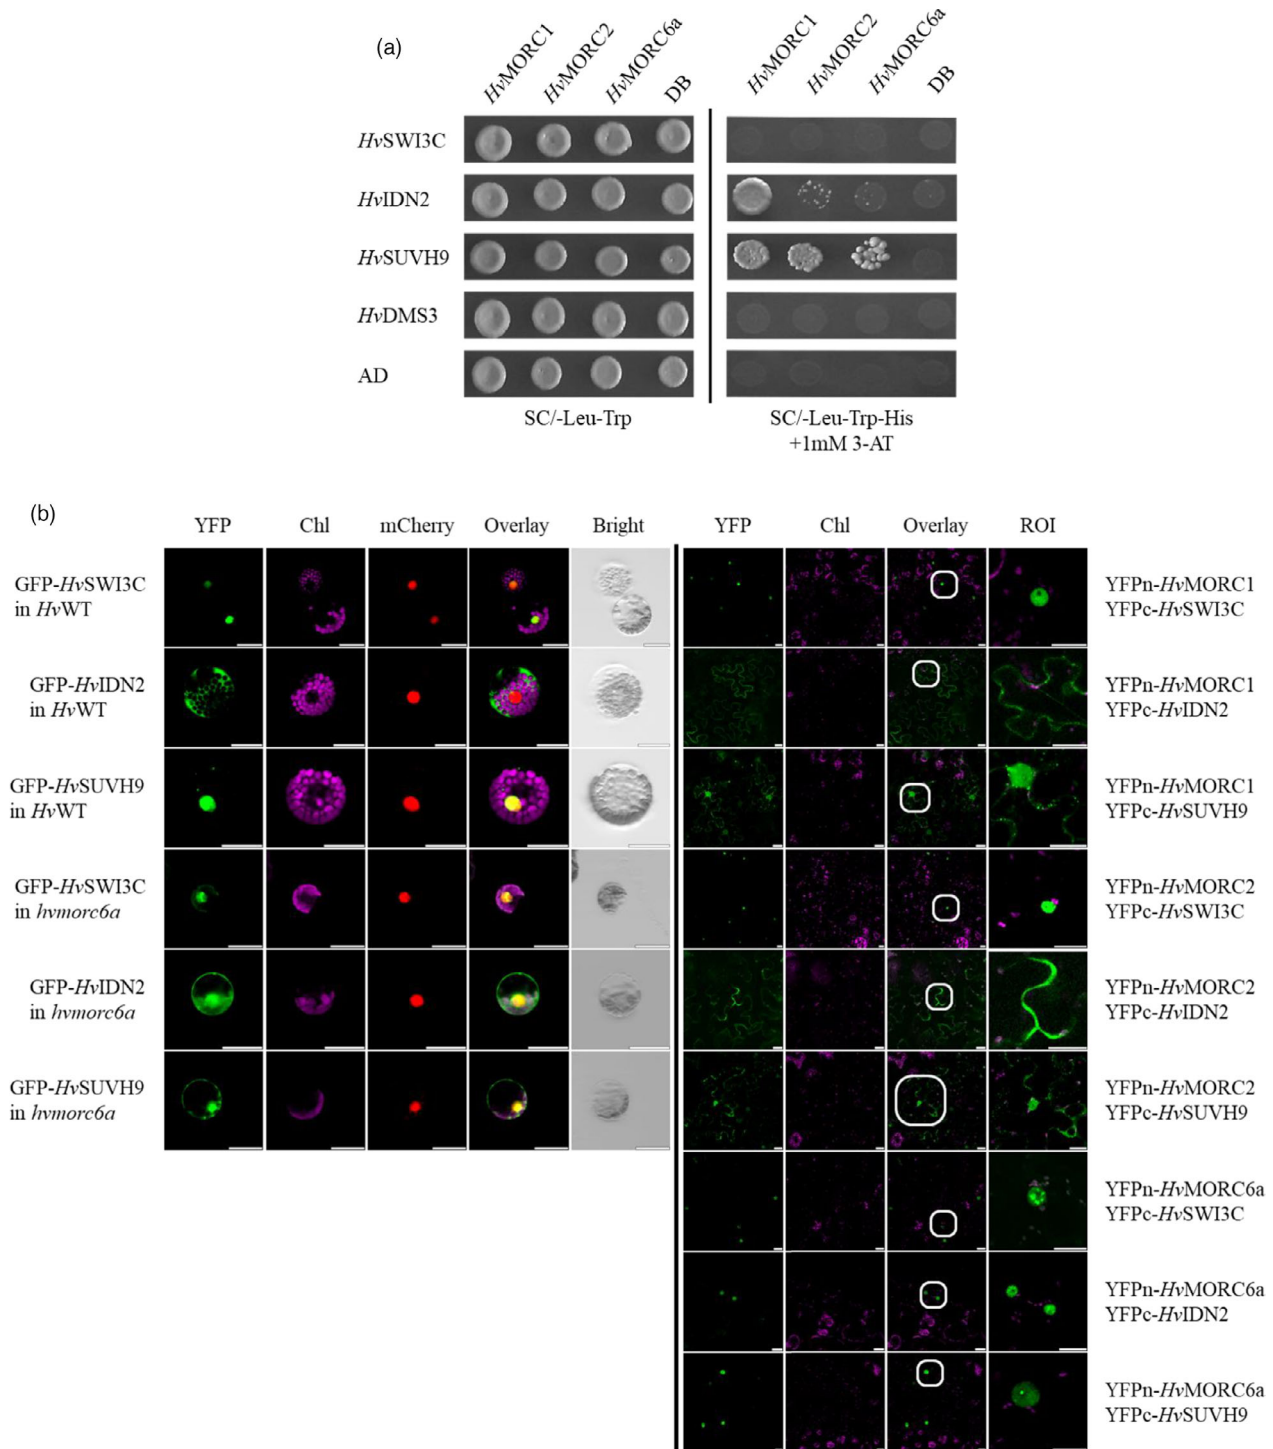 (a)
HvMORC1
HvMORC2
HvMORC6a
DB
HvMORC1
HvMORC2
HvMORC6a
DB
HvSWI3C
HvIDN2
HvSUVH9
HvDMS3
AD
SC/-Leu-Trp
SC/-Leu-Trp-His
+1mM 3-AT
(b)
YFP
Chl
mCherry
Overlay
Bright
YFP
Chl
Overlay
ROI
GFP-HvSWI3C
in HvWT
GFP-HvIDN2
in HvWT
GFP-HvSUVH9
in HvWT
GFP-HvSWI3C
in hvmorc6a
GFP-HvIDN2
in hvmorc6a
GFP-HvSUVH9
in hvmorc6a
YFPn-HvMORC1
YFPc-HvSWI3C
YFPn-HvMORC1
YFPc-HvIDN2
YFPn-HvMORC1
YFPc-HvSUVH9
YFPn-HvMORC2
YFPc-HvSWI3C
YFPn-HvMORC2
YFPc-HvIDN2
YFPn-HvMORC2
YFPc-HvSUVH9
YFPn-HvMORC6a
YFPc-HvSWI3C
YFPn-HvMORC6a
YFPc-HvIDN2
YFPn-HvMORC6a
YFPc-HvSUVH9